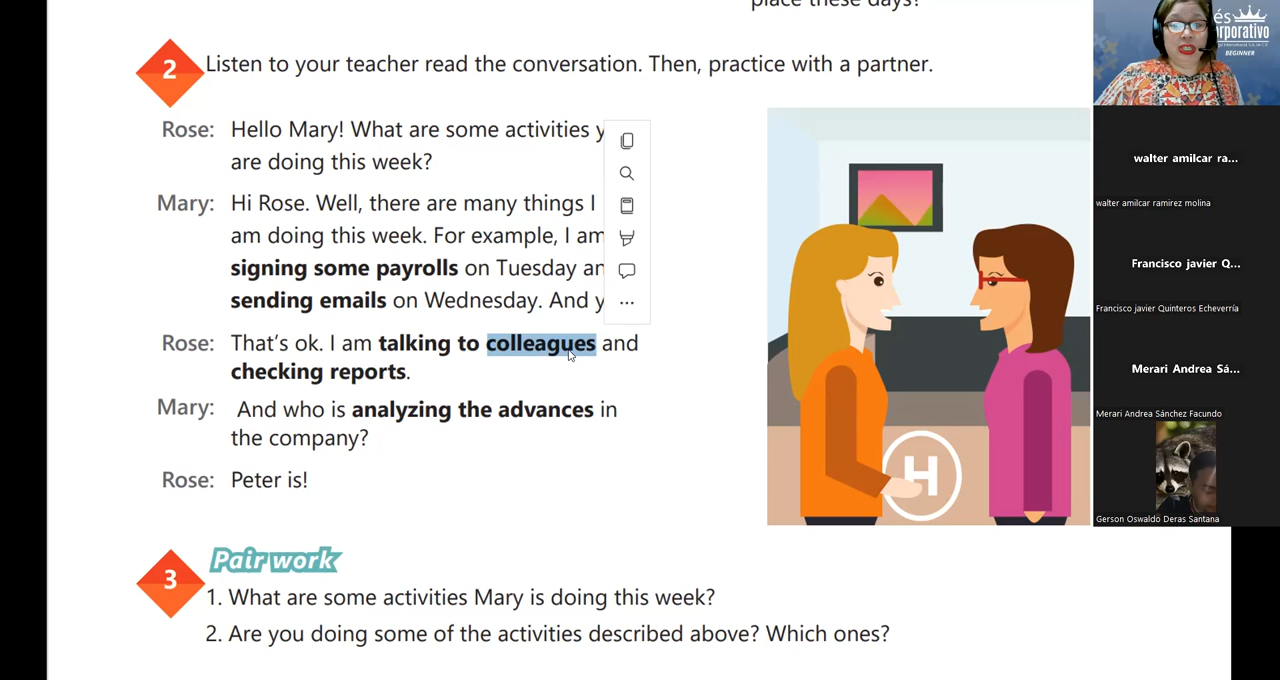 place these days?
2 Listen to your teacher read the conversation. Then, practice with a partner.
Rose: Hello Mary! What are some activities y
are doing this week?
Mary: Hi Rose. Well, there are many things I
am doing this week. For example, I am
signing some payrolls on Tuesday an
sending emails on Wednesday. And y
Rose: That's ok. I am talking to colleagues and
checking reports.
Mary: And who is analyzing the advances in
the company?
Rose: Peter is!
H
3 Pair work
1. What are some activities Mary is doing this week?
2. Are you doing some of the activities described above? Which ones?
és
rporativo
BEGINNER
walter amilcar ra...
walter amilcar ramirez molina
Francisco javier Q...
Francisco javier Quinteros Echeverría
Merari Andrea Sá...
Merari Andrea Sánchez Facundo
Gerson Oswaldo Deras Santana